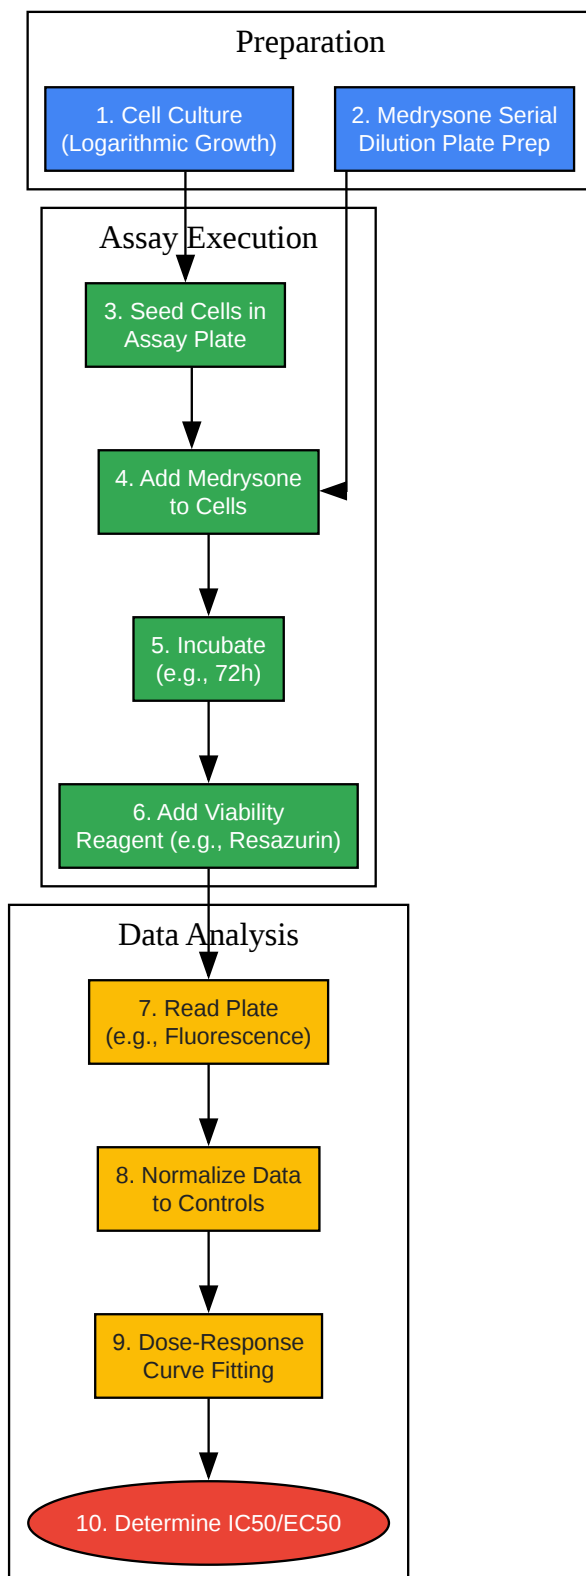 Preparation
1. Cell Culture
(Logarithmic Growth)
2. Medrysone Serial
Dilution Plate Prep
Assay Execution
3. Seed Cells in
Assay Plate
4. Add Medrysone
to Cells
5. Incubate
(e.g., 72h)
6. Add Viability
Reagent (e.g., Resazurin)
Data Analysis
7. Read Plate
(e.g., Fluorescence)
8. Normalize Data
to Controls
9. Dose-Response
Curve Fitting
10. Determine IC50/EC50